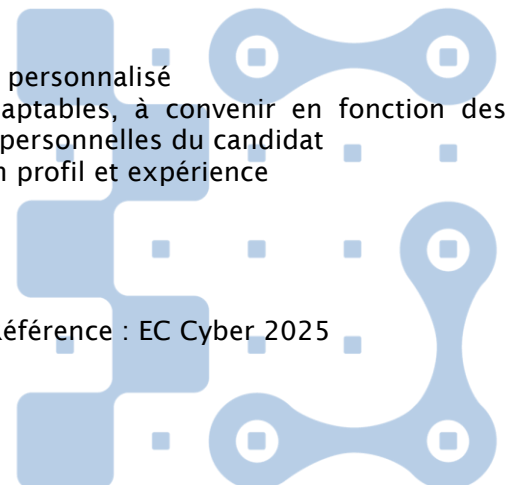 personnalisé
aptables, à convenir en fonction des
personnelles du candidat
profil et expérience
éférence : EC Cyber 2025